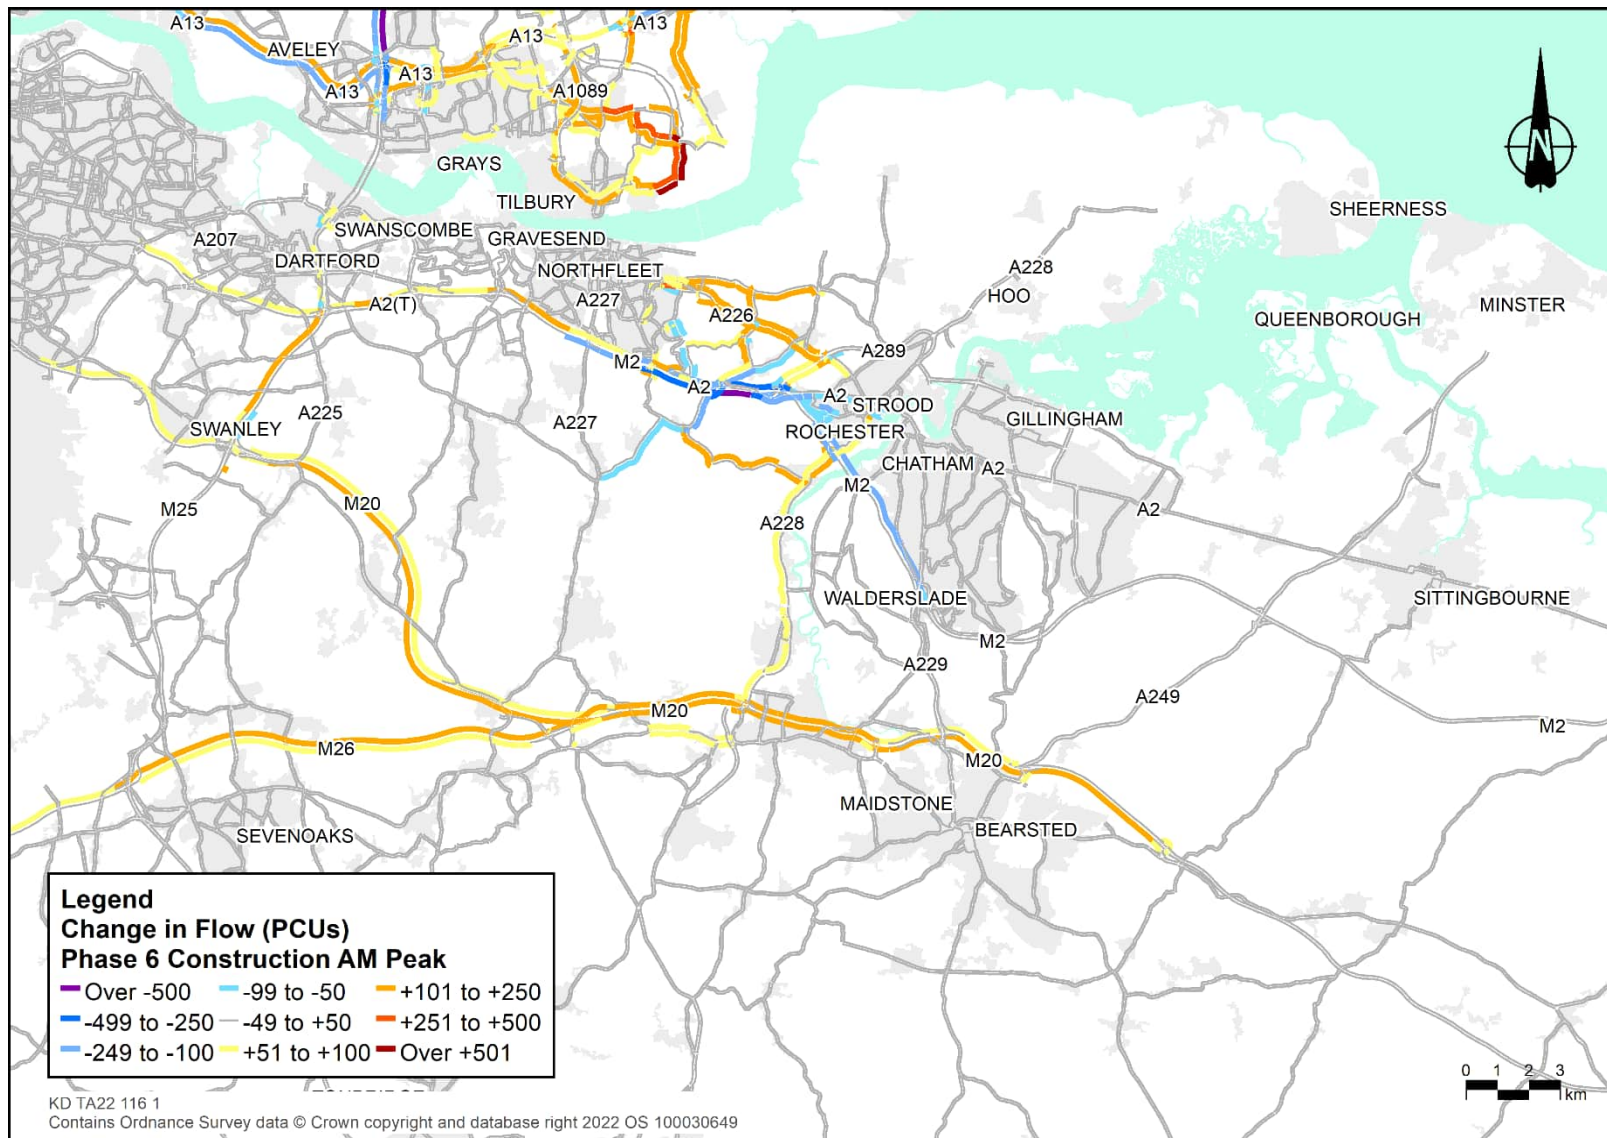 A13
A13
A13
AVELEY
A13
A13
A1089
GRAYS
TILBURY
SHEERNESS
SWANSCOMBE
A207
GRAVESEND
DARTFORD
NORTHFLEET
A228
HOO
A2(T)
A227
A226
MINSTER
QUEENBOROUGH
A289
M2
A2
A2
STROOD
A225
A227
GILLINGHAM
SWANLEY
ROCHESTER
CHATHAM
A2
M2
M20
M25
A2
A228
WALDERSLADE
SITTINGBOURNE
M2
A229
A249
M20
M2
M26
M20
MAIDSTONE
BEARSTED
SEVENOAKS
N
Legend
Change in Flow (PCUs)
Phase 6 Construction AM Peak
Over -500 -99 to -50 +101 to +250
-499 to -250 -49 to +50 +251 to +500
-249 to -100 +51 to +100 Over +501
0 1 2 3
km
KD TA22 116 1
Contains Ordnance Survey data © Crown copyright and database right 2022 OS 100030649